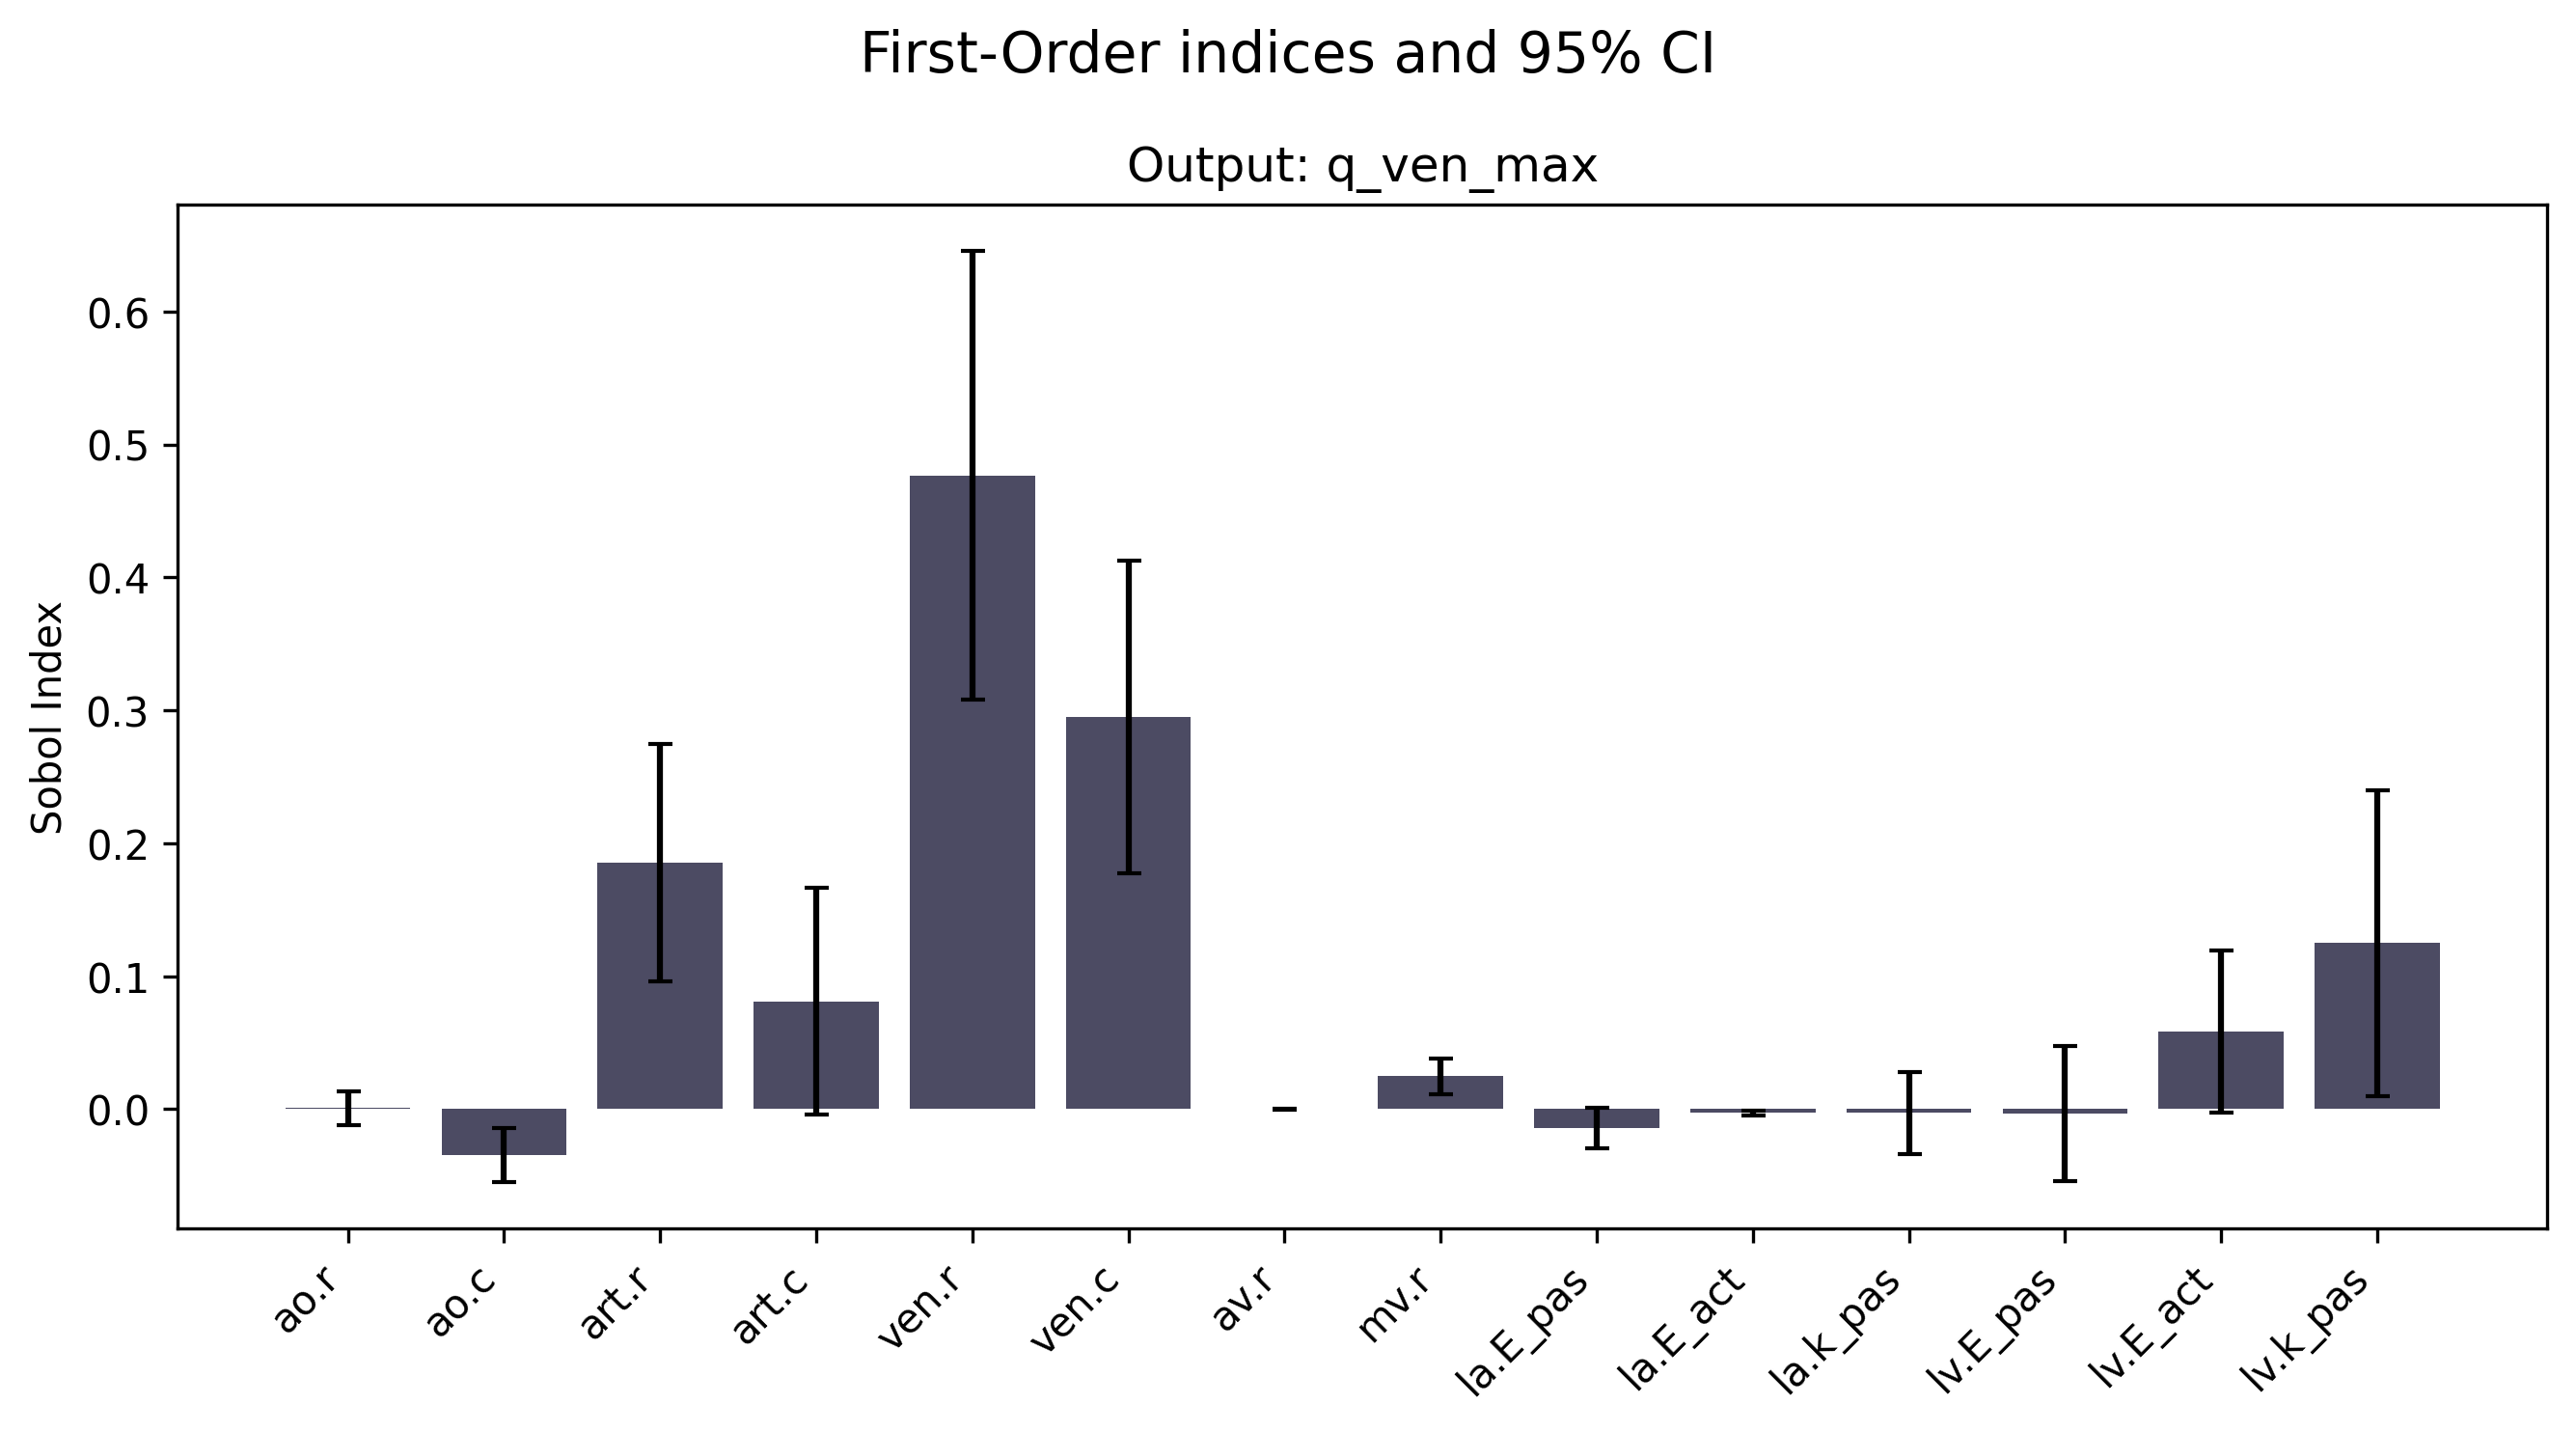 First-Order indices and 95% CI
Output: q_ven_max
Sobol Index
0.6
0.5
0.4
0.3
0.2
0.1
0.0
ao.r
ao.c
art.r
art.c
ven.r
ven.c
av.r
mv.r
la.E_pas
la.E_act
la.k_pas
lv.E_pas
lv.E_act
lv.k_pas